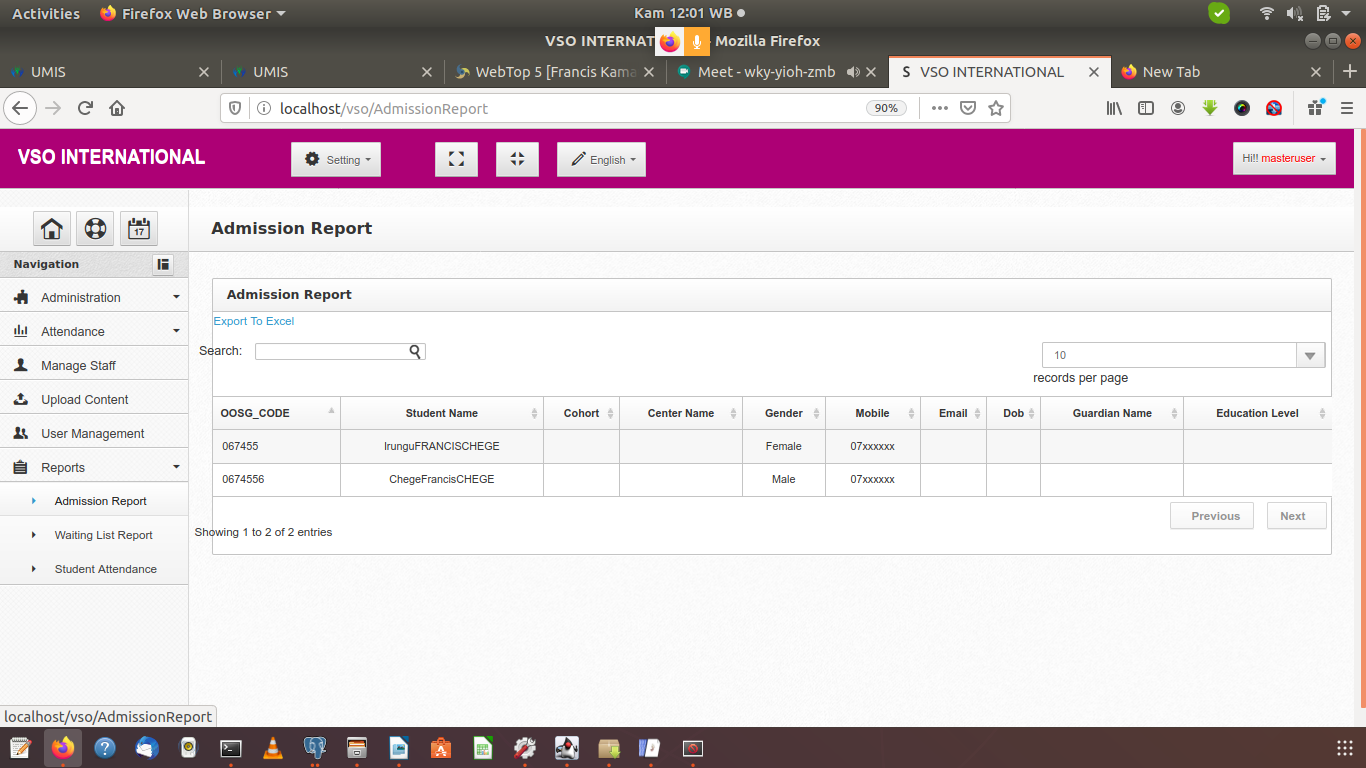 Activities Firefox Web Browser Kam 12:01 WB
VSO INTERNAT - Mozilla Firefox
UMIS UMIS WebTop 5 [Francis Kama Meet - wky-yioh-zmb S VSO INTERNATIONAL New Tab
localhost/vso/AdmissionReport 90%
VSO INTERNATIONAL Setting English Hi!! masteruser
17
Admission Report
Navigation
Administration
Attendance
Manage Staff
Upload Content
User Management
Reports
Admission Report
Waiting List Report
Student Attendance
Admission Report
Export To Excel
Search: 10
records per page
OOSG_CODE Student Name Cohort Center Name Gender Mobile Email Dob Guardian Name Education Level
067455 IrunguFRANCISCHEGE Female 07xxxxxx
0674556 ChegeFrancisCHEGE Male 07xxxxxx
Previous Next
Showing 1 to 2 of 2 entries
localhost/vso/AdmissionReport